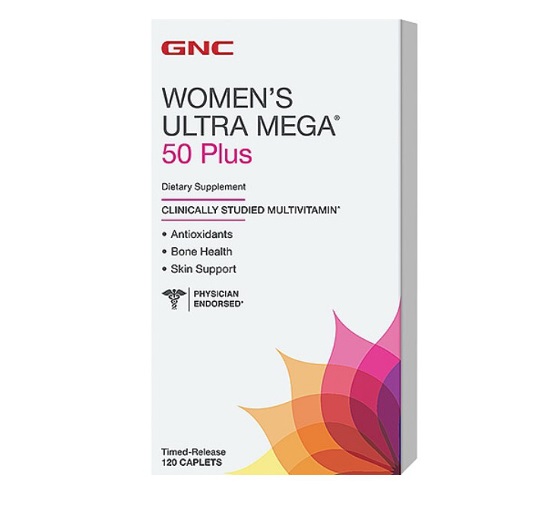 GNC
WOMEN'S
ULTRA MEGA®
50 Plus
Dietary Supplement
CLINICALLY STUDIED MULTIVITAMIN*
• Antioxidants
• Bone Health
• Skin Support
PHYSICIAN
ENDORSED*
Timed-Release
120 CAPLETS